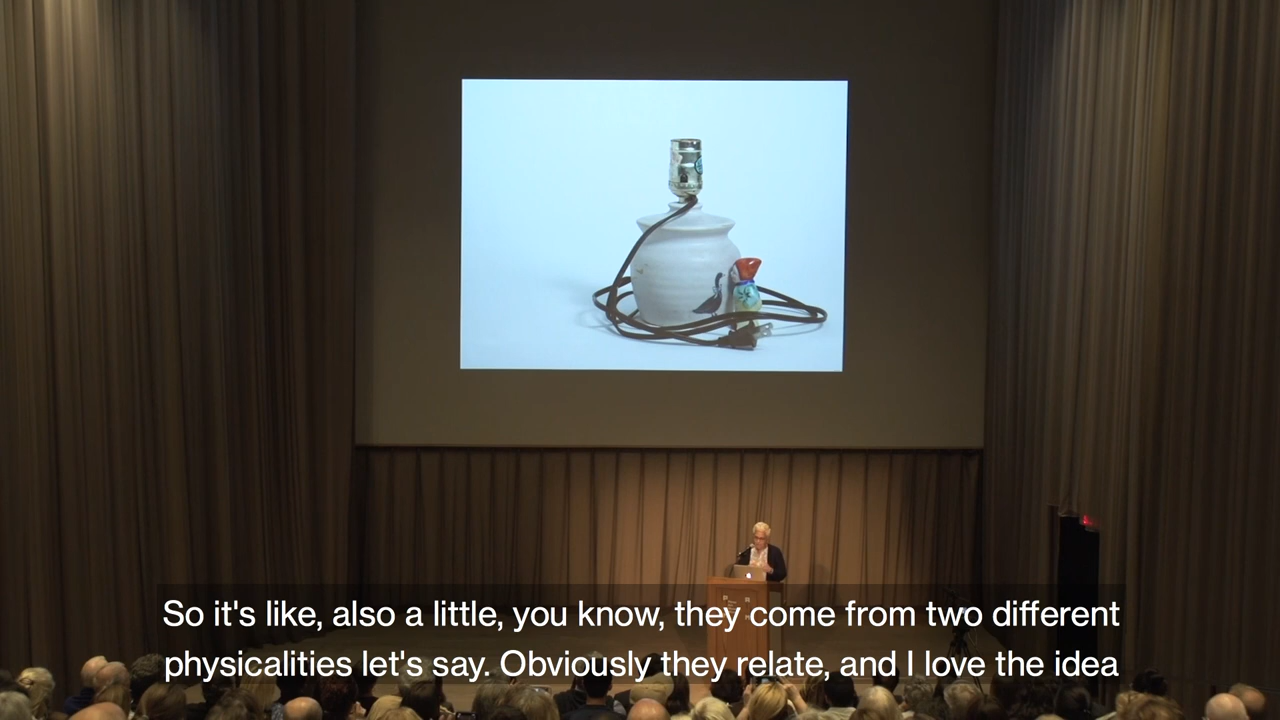 So it's like, also a little, you know, they come from two different
physicalities let's say. Obviously they relate, and I love the idea